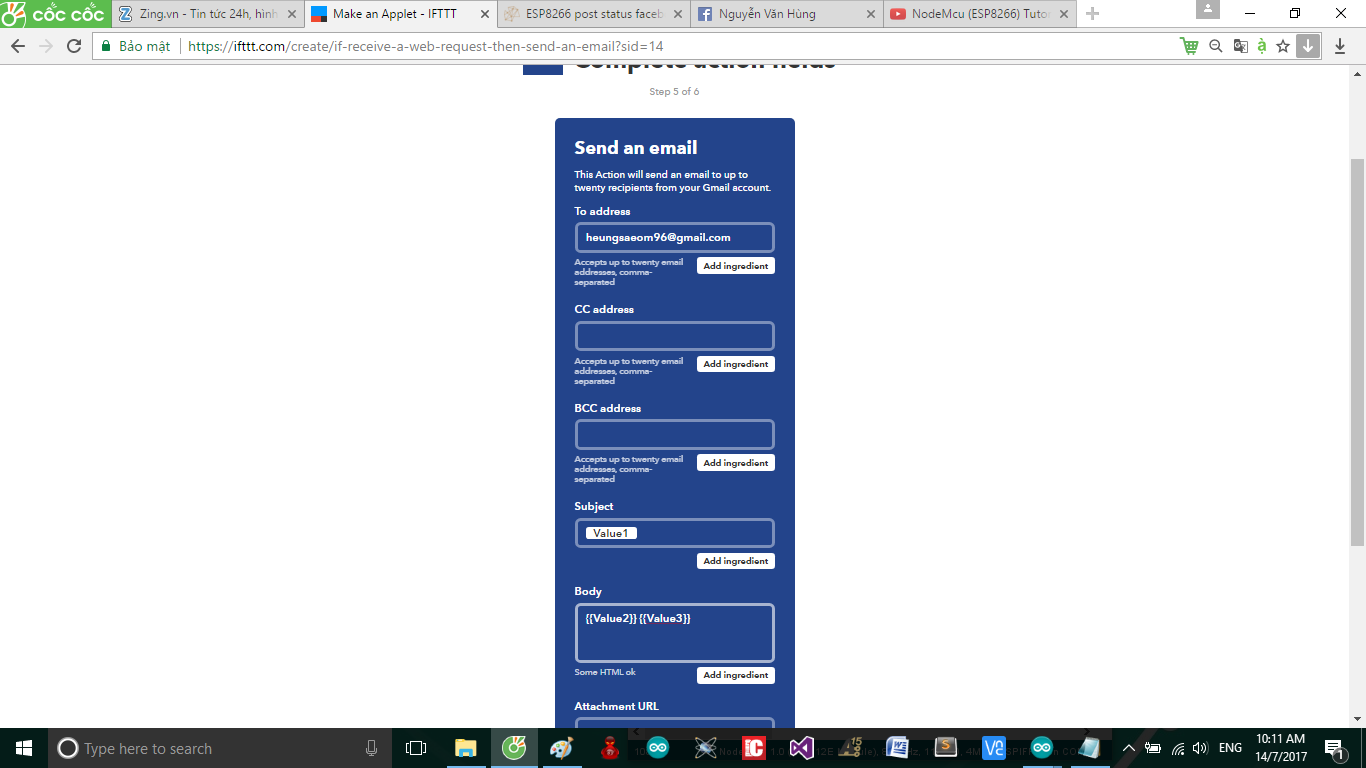 cốc cốc
Zing.vn - Tin tức 24h, hình
Make an Applet - IFTTT
ESP8266 post status faceb
Nguyễn Văn Hùng
NodeMcu (ESP8266) Tutor
Bảo mật
https://ifttt.com/create/if-receive-a-web-request-then-send-an-email?sid=14
Complete action fields
Step 5 of 6
Send an email
This Action will send an email to up to
twenty recipients from your Gmail account.
To address
heungsaeom96@gmail.com
Accepts up to twenty email
addresses, comma-
separated
Add ingredient
CC address
Accepts up to twenty email
addresses, comma-
separated
Add ingredient
BCC address
Accepts up to twenty email
addresses, comma-
separated
Add ingredient
Subject
Value1
Add ingredient
Body
{{Value2}} {{Value3}}
Some HTML ok
Add ingredient
Attachment URL
Type here to search
ENG
10:11 AM
14/7/2017
1